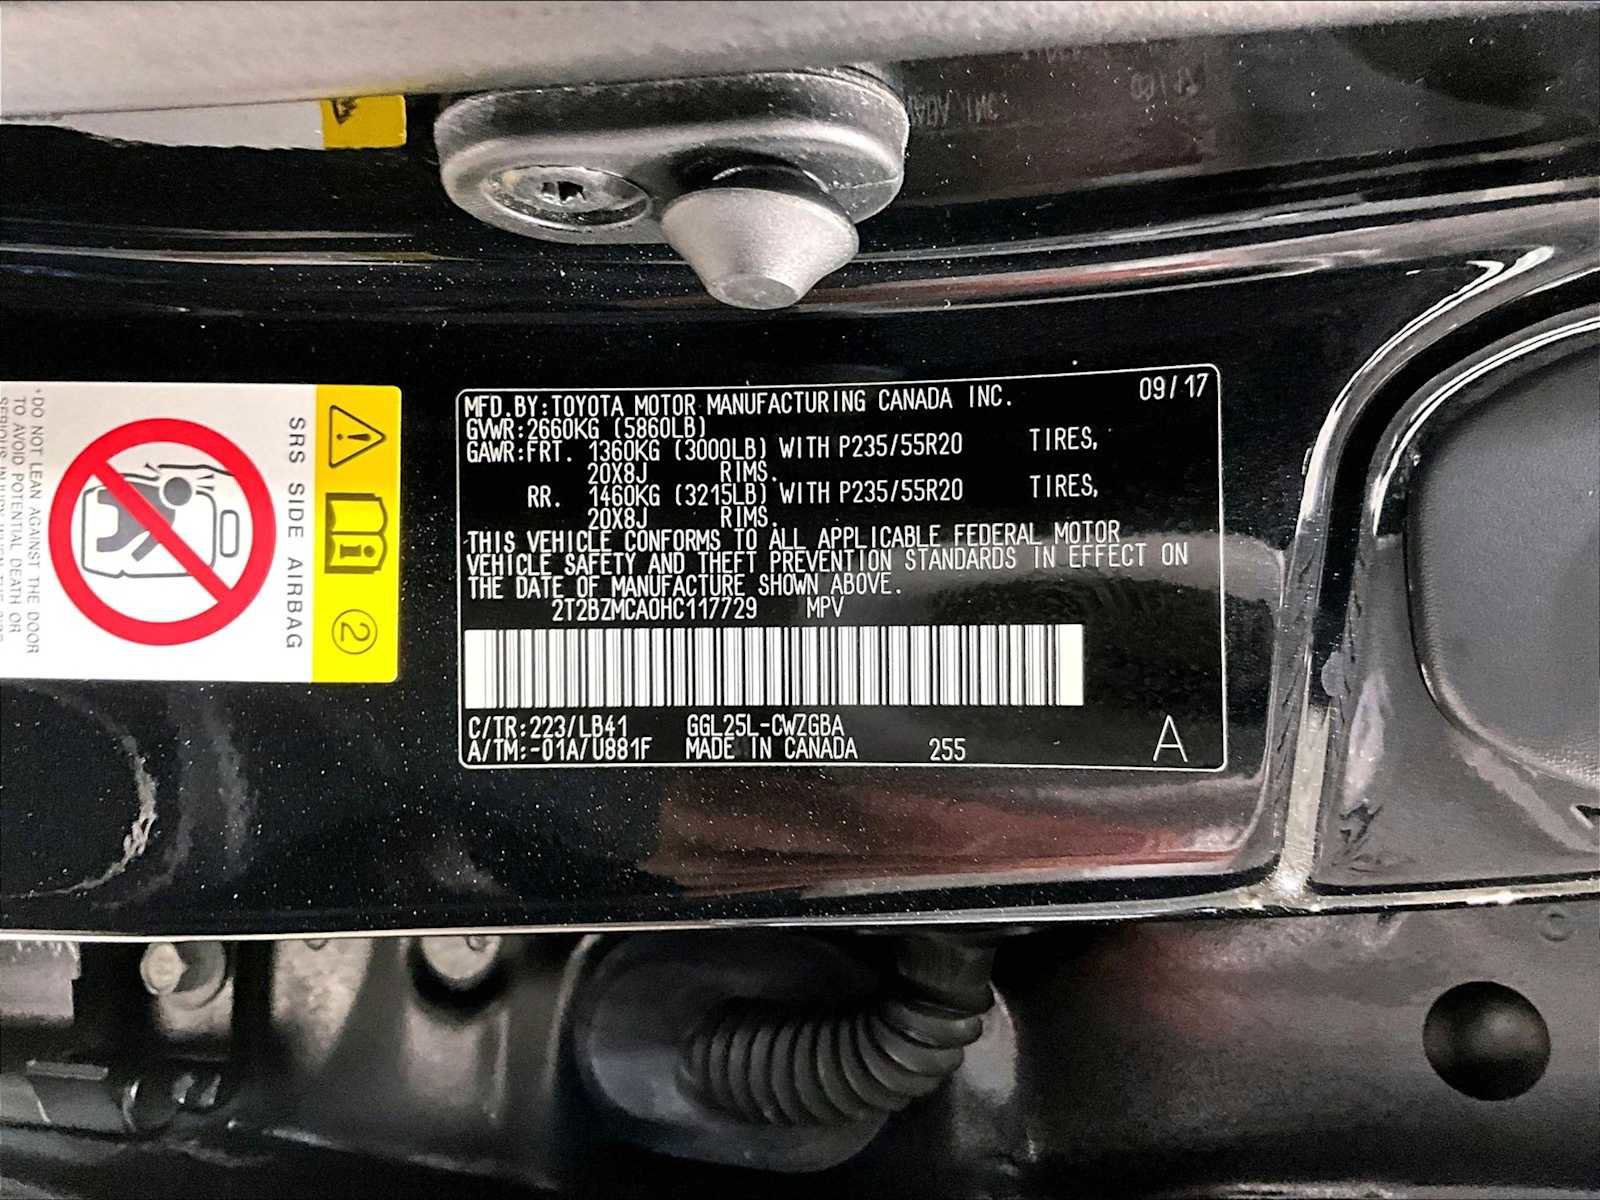 MFD.BY:TOYOTA MOTOR MANUFACTURING CANADA INC. 09/17
GVWR:2660KG (5860LB)
GAWR:FRT. 1360KG (3000LB) WITH P235/55R20 TIRES,
20X8J RIMS.
RR. 1460KG (3215LB) WITH P235/55R20 TIRES,
20X8J RIMS.
THIS VEHICLE CONFORMS TO ALL APPLICABLE FEDERAL MOTOR
VEHICLE SAFETY AND THEFT PREVENTION STANDARDS IN EFFECT ON
THE DATE OF MANUFACTURE SHOWN ABOVE.
2T2BZMCA0HC117729 MPV
C/TR:223/LB41 GGL25L-CWZGBA
A/TM:-01A/U881F MADE IN CANADA 255 A
2
SRS SIDE AIRBAG
*DO NOT LEAN AGAINST THE DOOR
TO AVOID POTENTIAL DEATH OR